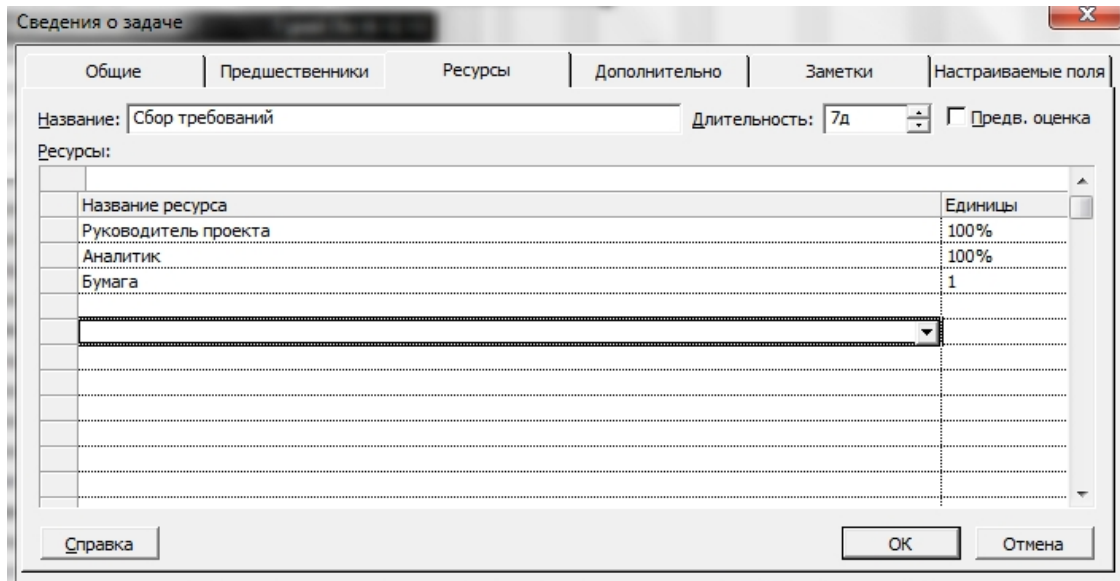 Сведения о задаче
Общие Предшественники Ресурсы Дополнительно Заметки Настраиваемые поля
Название: Сбор требований Длительность: 7д Предв. оценка
Ресурсы:
Название ресурса Единицы
Руководитель проекта 100%
Аналитик 100%
Бумага 1
Справка ОК Отмена